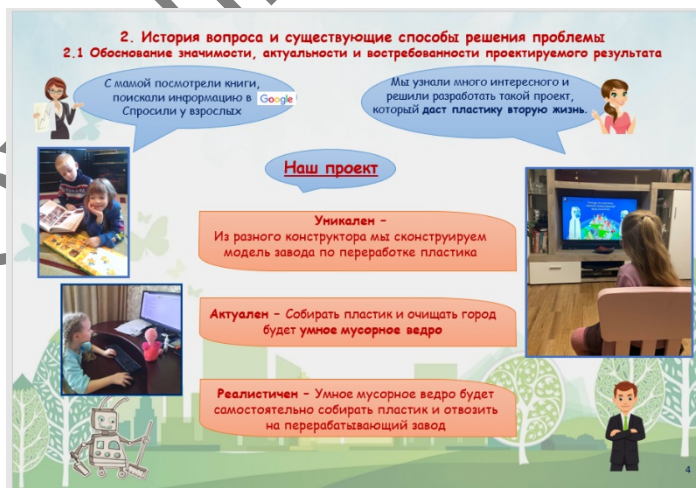 2. История вопроса и существующие способы решения проблемы
2.1 Обоснование значимости, актуальности и востребованности проектируемого результата
С мамой посмотрели книги,
поискали информацию в Google
Спросили у взрослых
Мы узнали много интересного и
решили разработать такой проект,
который даст пластику вторую жизнь.
Наш проект
Уникален –
Из разного конструктора мы сконструируем
модель завода по переработке пластика
Актуален – Собирать пластик и очищать город
будет умное мусорное ведро
Реалистичен – Умное мусорное ведро будет
самостоятельно собирать пластик и отвозить
на перерабатывающий завод
4